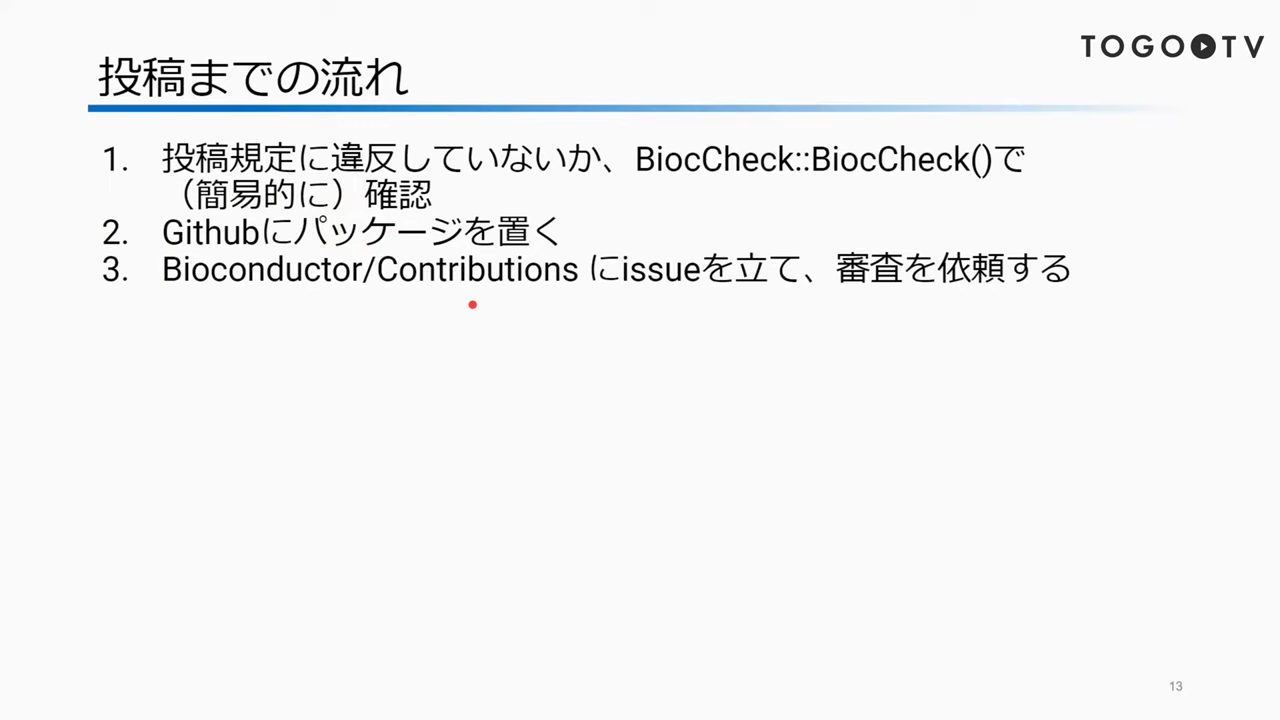 TOGO TV
投稿までの流れ
1. 投稿規定に違反していないか、BiocCheck::BiocCheck()で
（簡易的に）確認
2. Githubにパッケージを置く
3. Bioconductor/Contributions にissueを立て、審査を依頼する
13